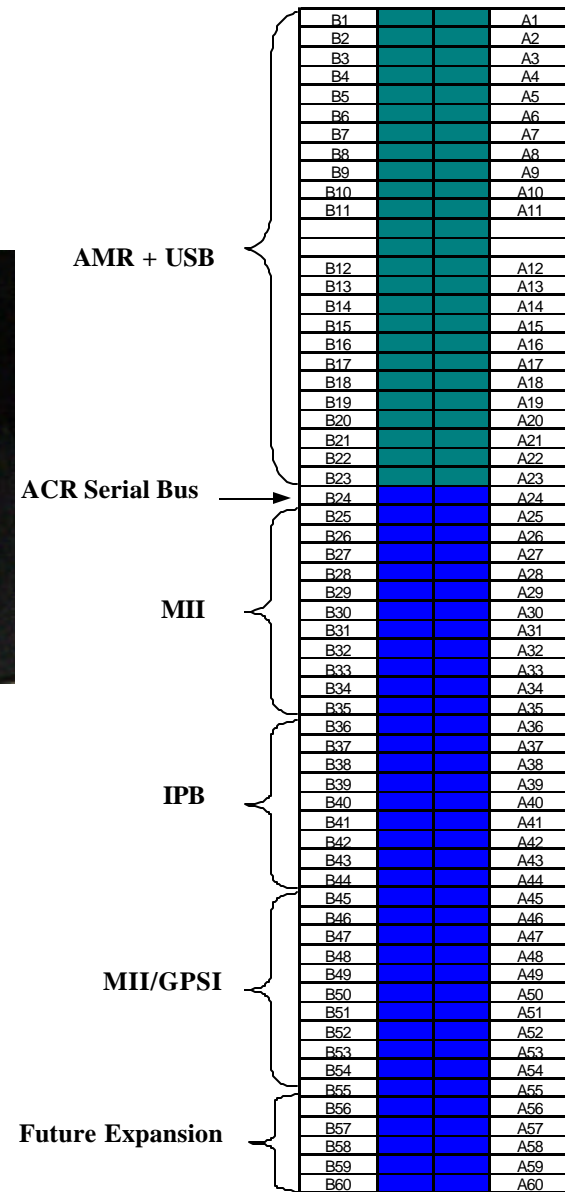 B1 A1
B2 A2
B3 A3
B4 A4
B5 A5
B6 A6
B7 A7
B8 A8
B9 A9
B10 A10
B11 A11
AMR + USB
B12 A12
B13 A13
B14 A14
B15 A15
B16 A16
B17 A17
B18 A18
B19 A19
B20 A20
B21 A21
B22 A22
B23 A23
ACR Serial Bus
B24 A24
B25 A25
B26 A26
B27 A27
B28 A28
B29 A29
MII
B30 A30
B31 A31
B32 A32
B33 A33
B34 A34
B35 A35
B36 A36
B37 A37
B38 A38
B39 A39
IPB
B40 A40
B41 A41
B42 A42
B43 A43
B44 A44
B45 A45
B46 A46
B47 A47
B48 A48
B49 A49
MII/GPSI
B50 A50
B51 A51
B52 A52
B53 A53
B54 A54
B55 A55
B56 A56
Future Expansion
B57 A57
B58 A58
B59 A59
B60 A60